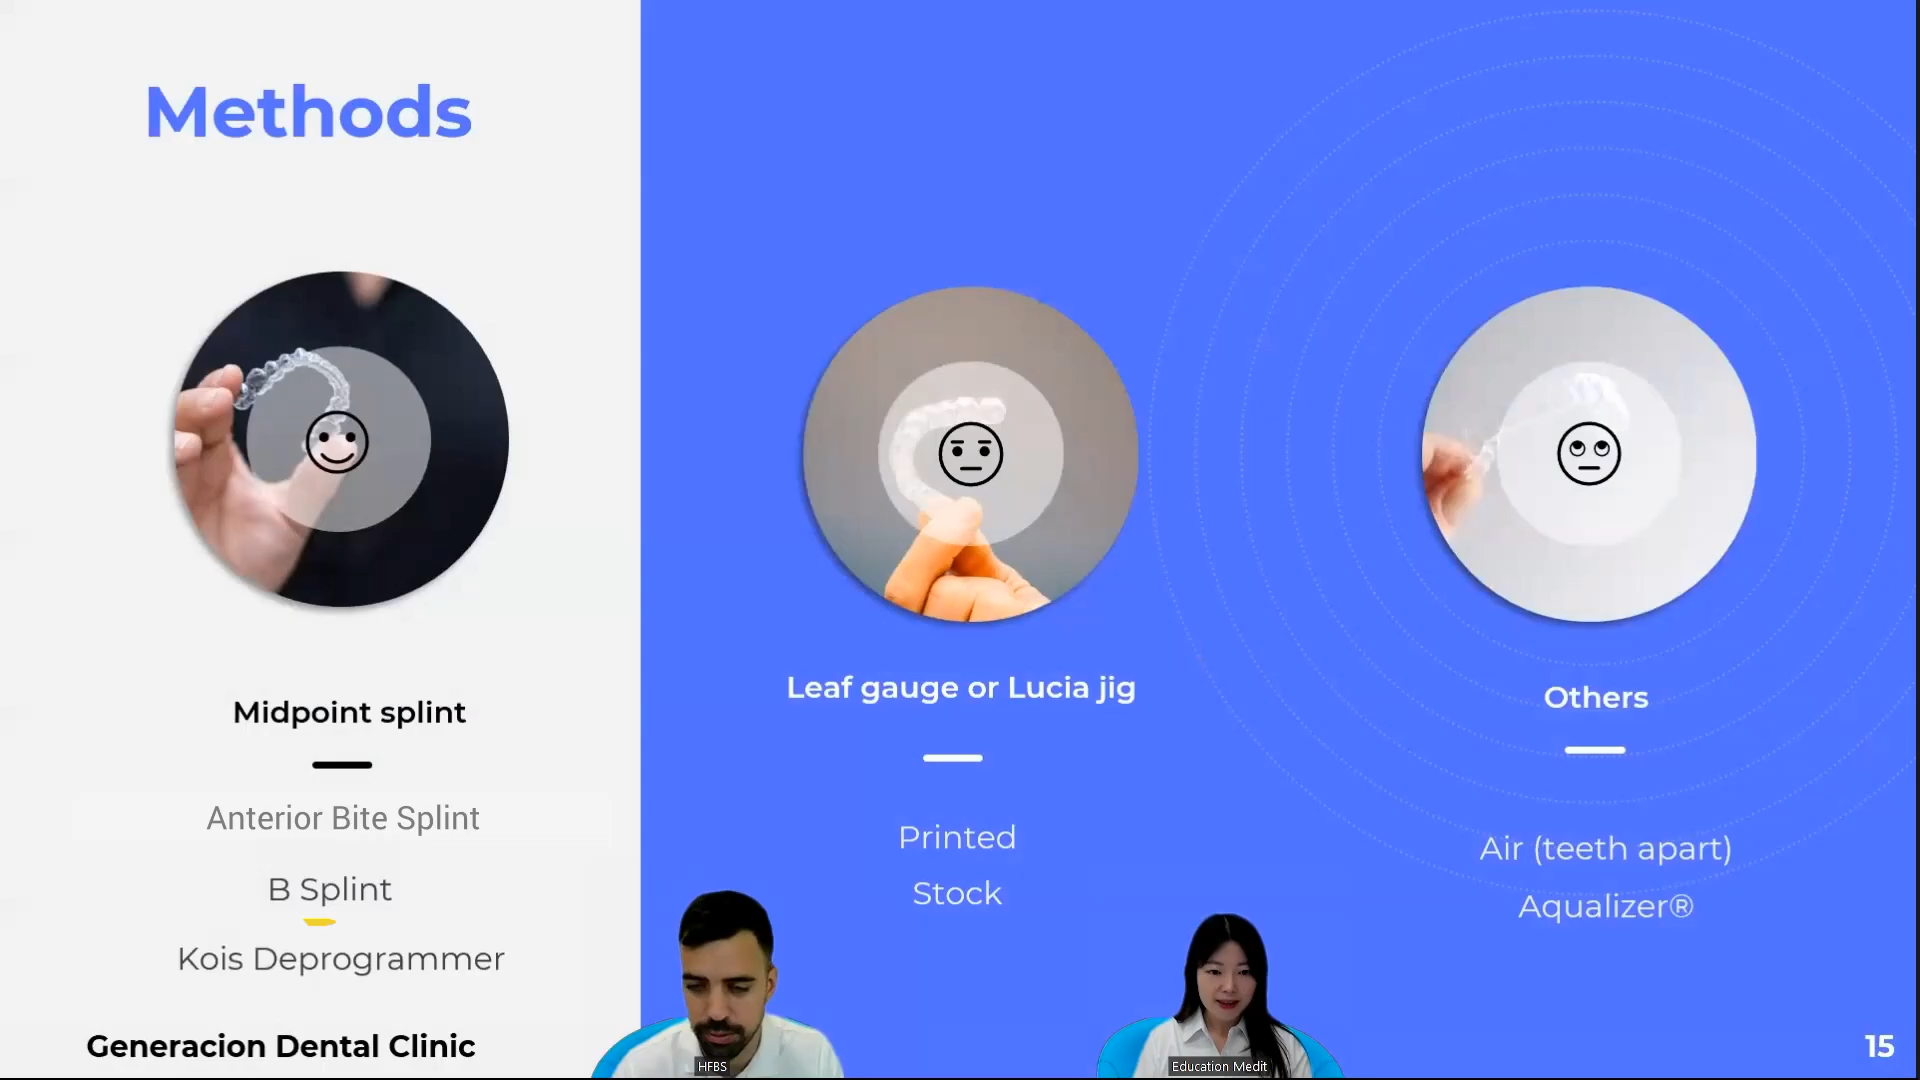 Methods
Midpoint splint
Anterior Bite Splint
B Splint
Kois Deprogrammer
Generacion Dental Clinic
Leaf gauge or Lucia jig
Printed
Stock
Others
Air (teeth apart)
Aqualizer®
HFBS
Education Medit
15